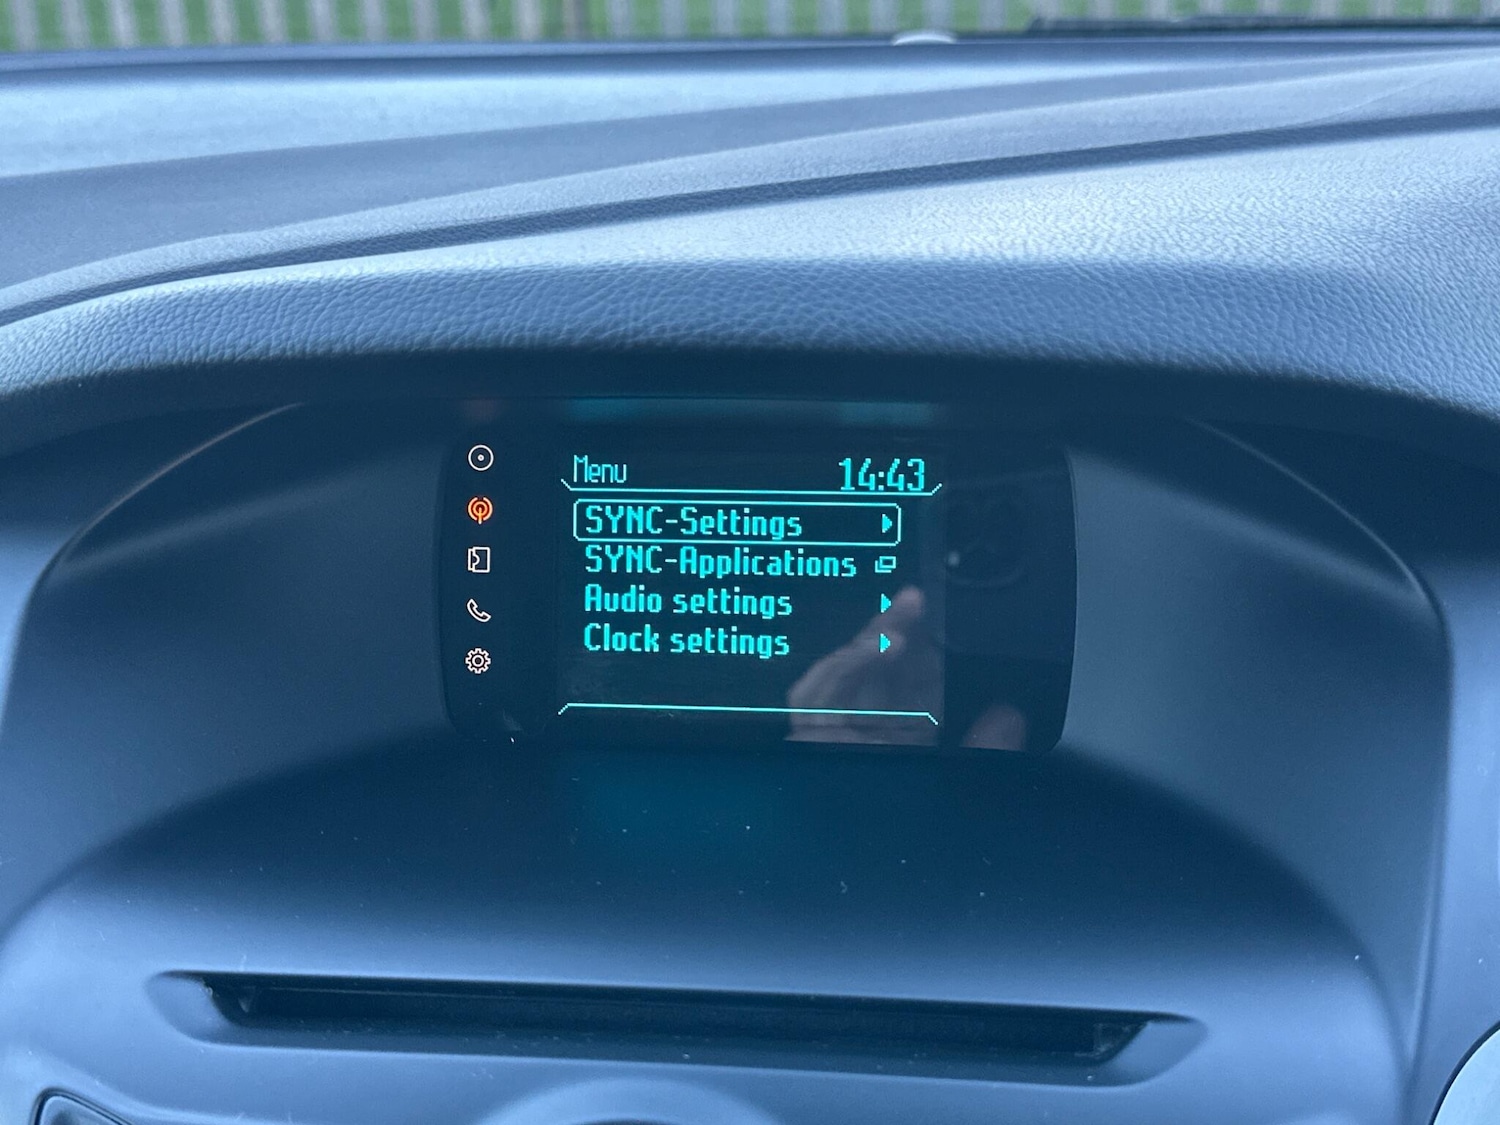 Menu 14:43
SYNC-Settings
SYNC-Applications
Audio settings
Clock settings